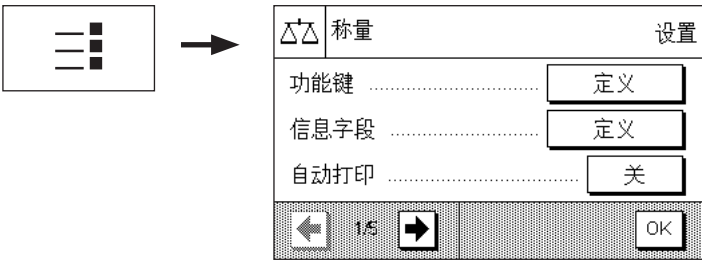 称量 设置
功能键 ................................ 定义
信息字段 ............................ 定义
自动打印 .................................... 关
1/5 OK